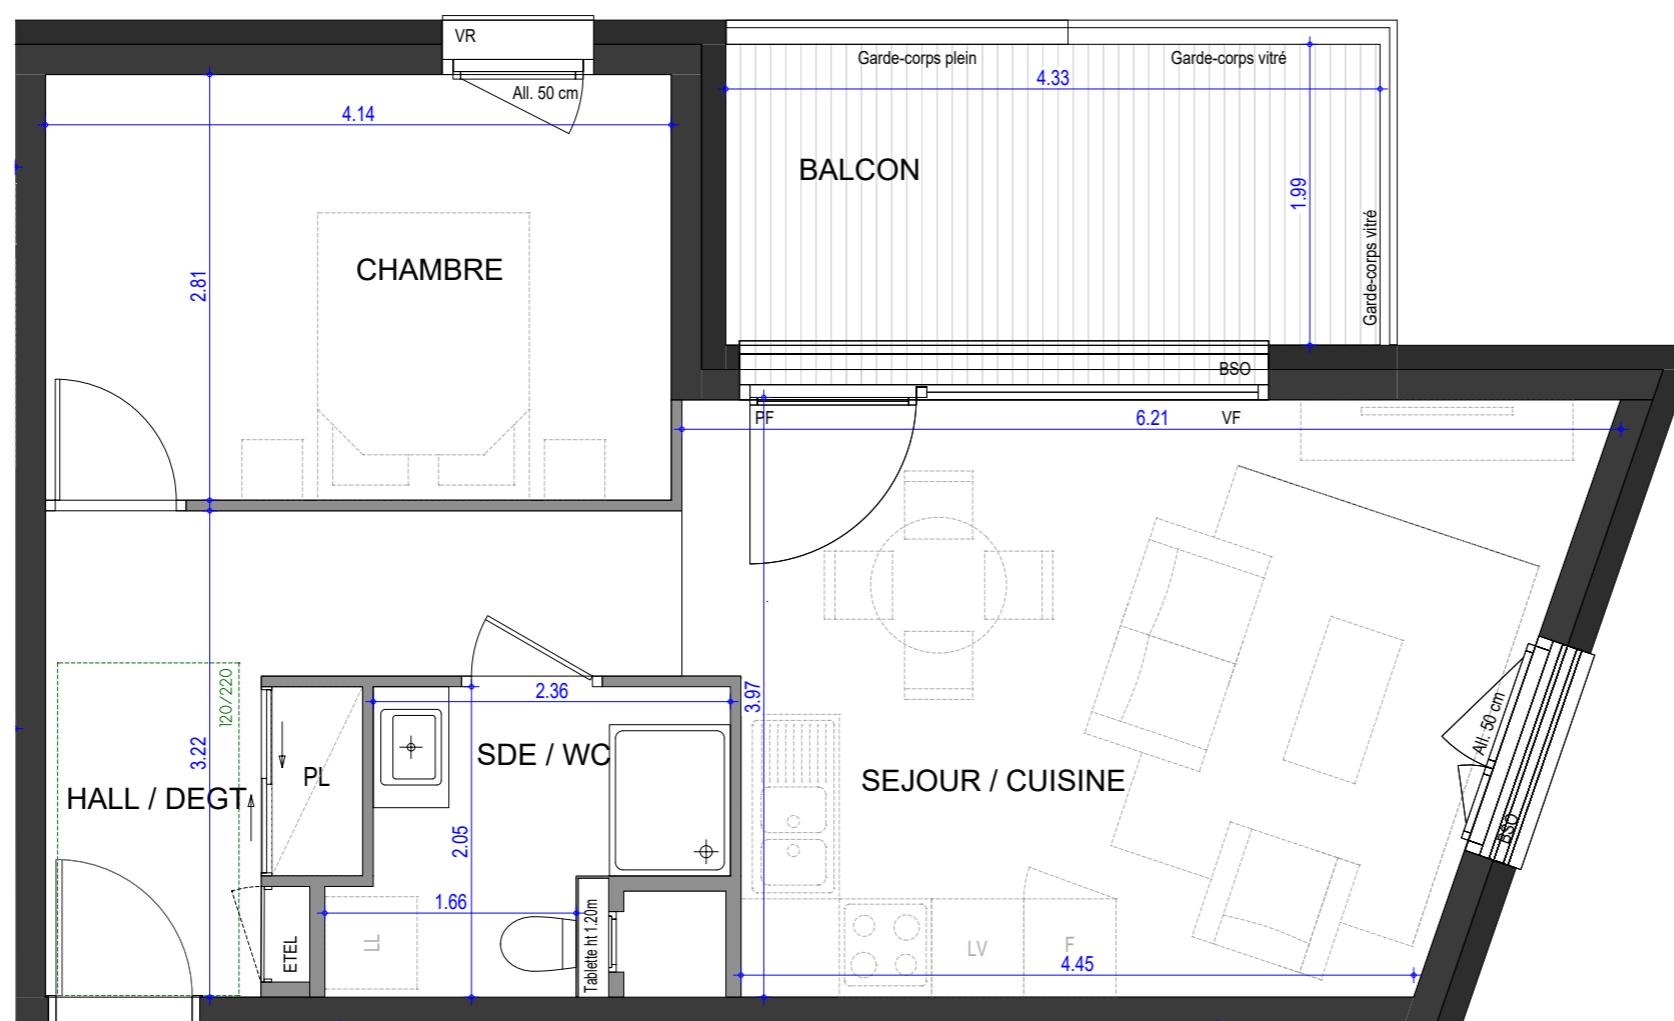 VR
All. 50 cm
4.14
Garde-corps plein
Garde-corps vitré
4.33
BALCON
1.99
Garde-corps vitré
CHAMBRE
2.81
BSO
PF
6.21
VF
120/220
3.22
HALL / DEGT
PL
2.36
SDE / WC
2.05
3.97
SEJOUR / CUISINE
All. 50 cm
BSO
1.66
LL
ETEL
Tablette ht 1.20m
LV
F
4.45